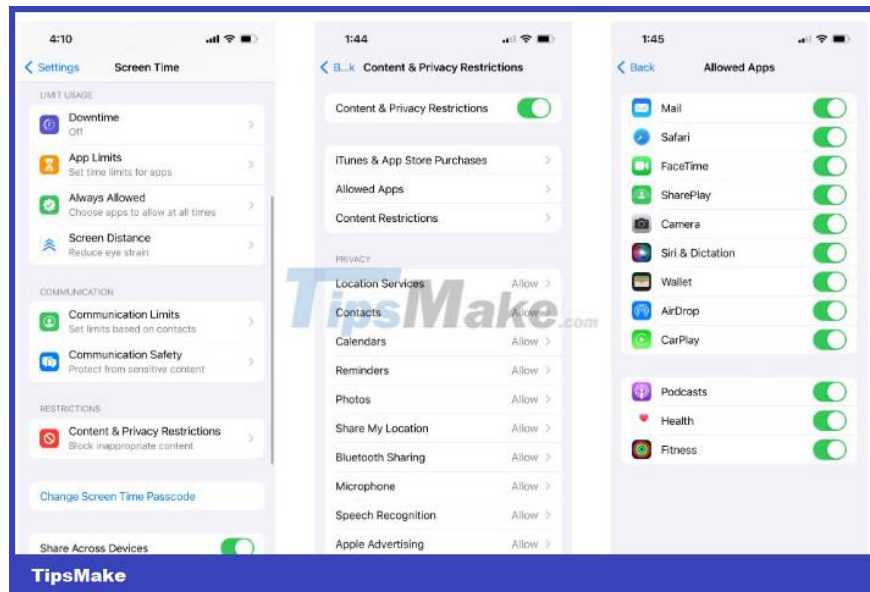 4:10
Settings
Screen Time
LIMIT USAGE
Downtime
Off
App Limits
Set time limits for apps
Always Allowed
Choose apps to allow at all times
Screen Distance
Reduce eye strain
COMMUNICATION
Communication Limits
Set limits based on contacts
Communication Safety
Protect from sensitive content
RESTRICTIONS
Content & Privacy Restrictions
Block inappropriate content
Change Screen Time Passcode
Share Across Devices
1:44
B...k Content & Privacy Restrictions
Content & Privacy Restrictions
iTunes & App Store Purchases
Allowed Apps
Content Restrictions
PRIVACY
Location Services Allow
Contacts Allow
Calendars Allow
Reminders Allow
Photos Allow
Share My Location Allow
Bluetooth Sharing Allow
Microphone Allow
Speech Recognition Allow
Apple Advertising Allow
TipsMake.com
1:45
Back
Allowed Apps
Mail
Safari
FaceTime
SharePlay
Camera
Siri & Dictation
Wallet
AirDrop
CarPlay
Podcasts
Health
Fitness
TipsMake